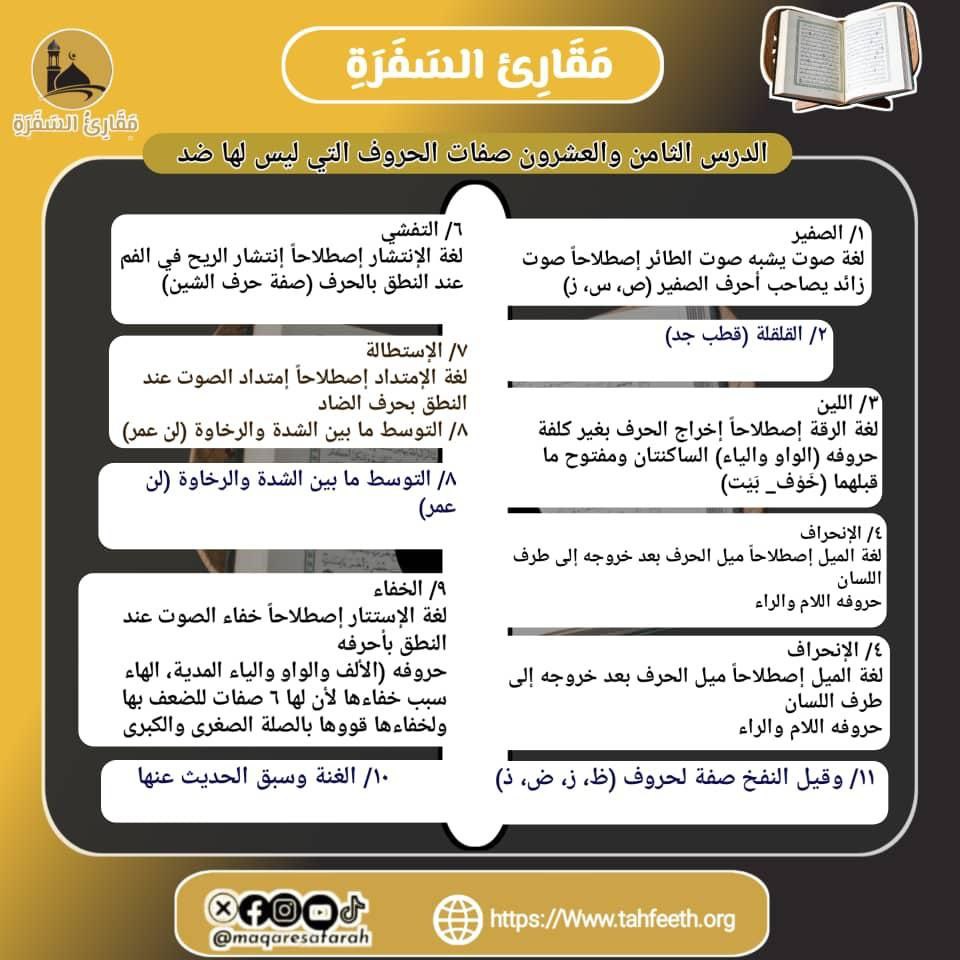 مَقَارِئ السَفَرَةِ
مَقَارِئُ السَفَرَةِ
الدرس الثامن والعشرون صفات الحروف التي ليس لها ضد
١/ الصفير
لغة صوت يشبه صوت الطائر إصطلاحاً صوت
زائد يصاحب أحرف الصفير (ص، س، ز)
٢/ القلقلة (قطب جد)
٣/ اللين
لغة الرقة إصطلاحاً إخراج الحرف بغير كلفة
حروفه (الواو والياء) الساكنتان ومفتوح ما
قبلهما (خَوْف_ بَيْت)
٤/ الإنحراف
لغة الميل إصطلاحاً ميل الحرف بعد خروجه إلى طرف
اللسان
حروفه اللام والراء
٤/ الإنحراف
لغة الميل إصطلاحاً ميل الحرف بعد خروجه إلى
طرف اللسان
حروفه اللام والراء
٦/ التفشي
لغة الإنتشار إصطلاحاً إنتشار الريح في الفم
عند النطق بالحرف (صفة حرف الشين)
٧/ الإستطالة
لغة الإمتداد إصطلاحاً إمتداد الصوت عند
النطق بحرف الضاد
٨/ التوسط ما بين الشدة والرخاوة (لن عمر)
٨/ التوسط ما بين الشدة والرخاوة (لن
عمر)
٩/ الخفاء
لغة الإستتار إصطلاحاً خفاء الصوت عند
النطق بأحرفه
حروفه (الألف والواو والياء المدية، الهاء
سبب خفاءها لأن لها ٦ صفات للضعف بها
ولخفاءها قووها بالصلة الصغرى والكبرى
١٠/ الغنة وسبق الحديث عنها
١١/ وقيل النفخ صفة لحروف (ظ، ز، ض، ذ)
https://Www.tahfeeth.org
@maqaresafarah